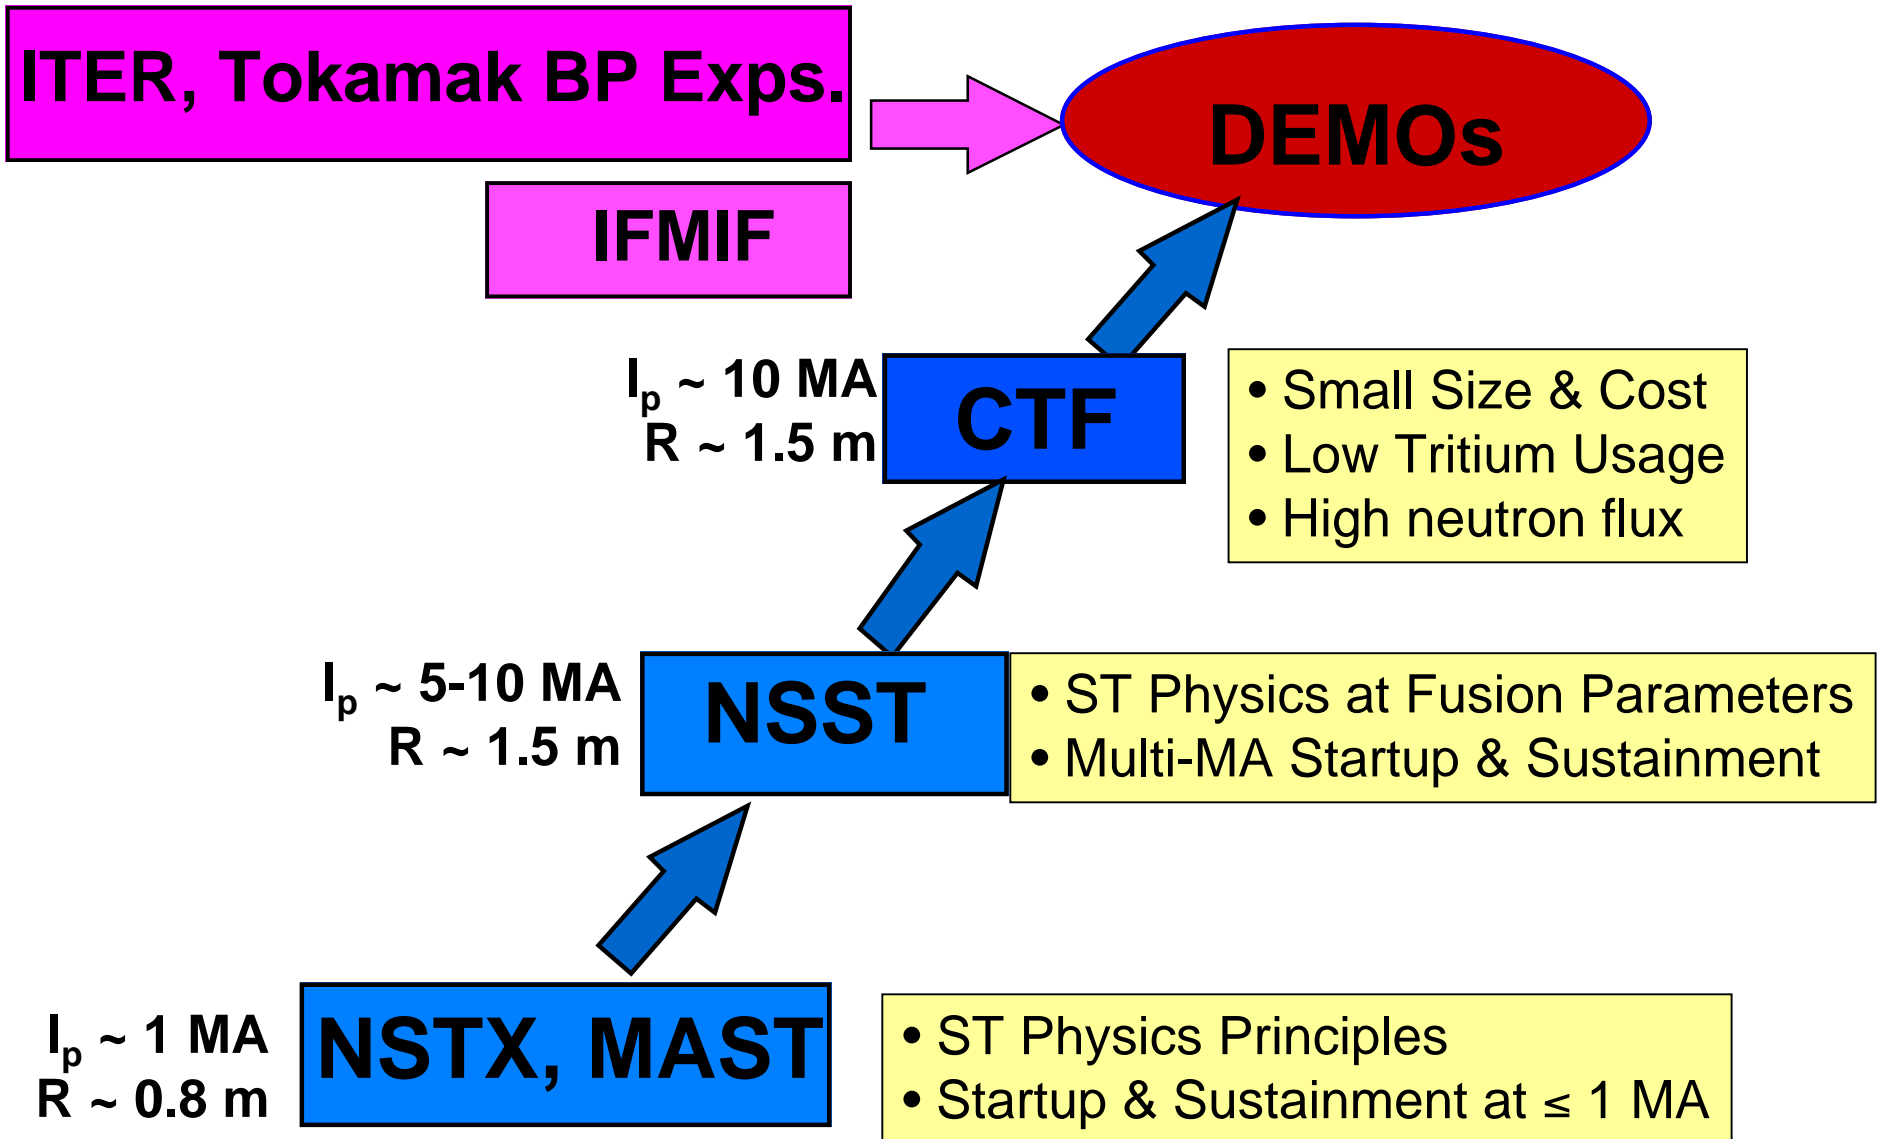 ITER, Tokamak BP Exps.
DEMOs
IFMIF
Iₚ ~ 10 MA
R ~ 1.5 m
CTF
• Small Size & Cost
• Low Tritium Usage
• High neutron flux
Iₚ ~ 5-10 MA
R ~ 1.5 m
NSST
• ST Physics at Fusion Parameters
• Multi-MA Startup & Sustainment
Iₚ ~ 1 MA
R ~ 0.8 m
NSTX, MAST
• ST Physics Principles
• Startup & Sustainment at ≤ 1 MA